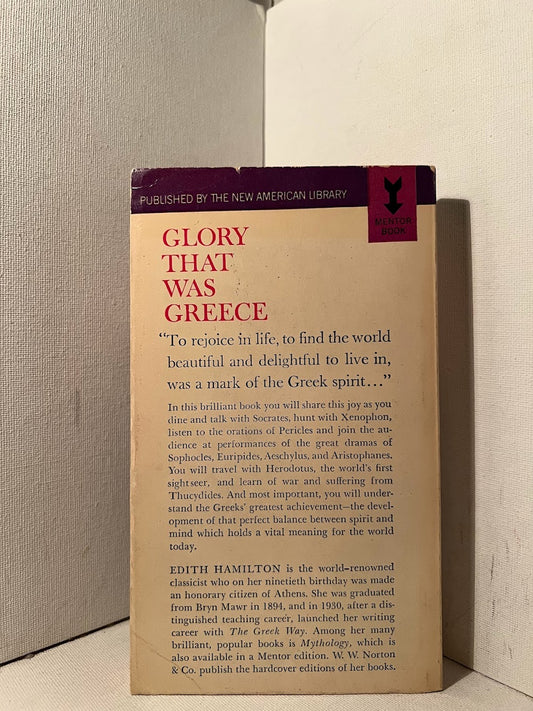 PUBLISHED BY THE NEW AMERICAN LIBRARY
MENTOR
BOOK
GLORY
THAT
WAS
GREECE
“To rejoice in life, to find the world
beautiful and delightful to live in,
was a mark of the Greek spirit...”
In this brilliant book you will share this joy as you
dine and talk with Socrates, hunt with Xenophon,
listen to the orations of Pericles and join the au-
dience at performances of the great dramas of
Sophocles, Euripides, Aeschylus, and Aristophanes.
You will travel with Herodotus, the world's first
sightseer, and learn of war and suffering from
Thucydides. And most important, you will under-
stand the Greeks' greatest achievement—the devel-
opment of that perfect balance between spirit and
mind which holds a vital meaning for the world
today.
EDITH HAMILTON is the world-renowned
classicist who on her ninetieth birthday was made
an honorary citizen of Athens. She was graduated
from Bryn Mawr in 1894, and in 1930, after a dis-
tinguished teaching career, launched her writing
career with The Greek Way. Among her many
brilliant, popular books is Mythology, which is
also available in a Mentor edition. W. W. Norton
& Co. publish the hardcover editions of her books.